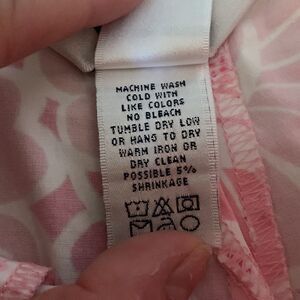 MACHINE WASH
COLD WITH
LIKE COLORS
NO BLEACH
TUMBLE DRY LOW
OR HANG TO DRY
WARM IRON OR
DRY CLEAN
POSSIBLE 5%
SHRINKAGE